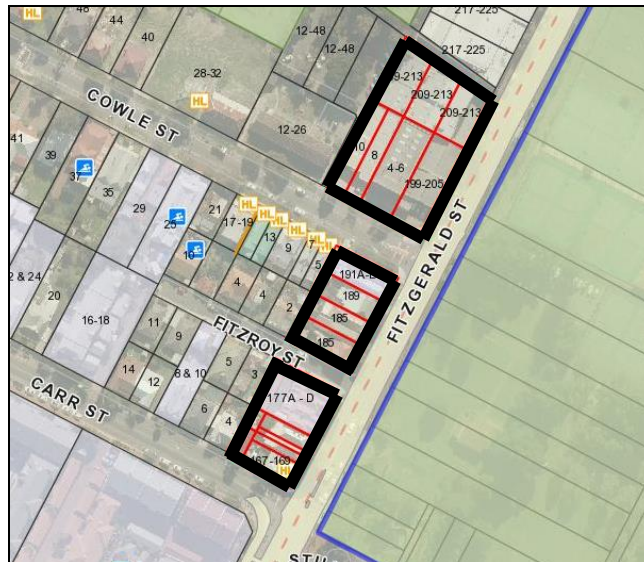 HL
48
44
40
12-48
12-48
217-225
217-225
28-32
HL
9-213
209-213
209-213
COWLE ST
12-26
10
8
4-6
199-205
41
39
37
35
29
25
21
17-19
HL
HL
HL
HL
HL
HL
13
9
7
5
10
4
4
2
191A-D
189
185
185
FITZGERALD ST
2 & 24
20
16-18
FITZROY ST
11
9
14
12
8 & 10
5
3
6
4
177A - D
167-169
HL
CARR ST